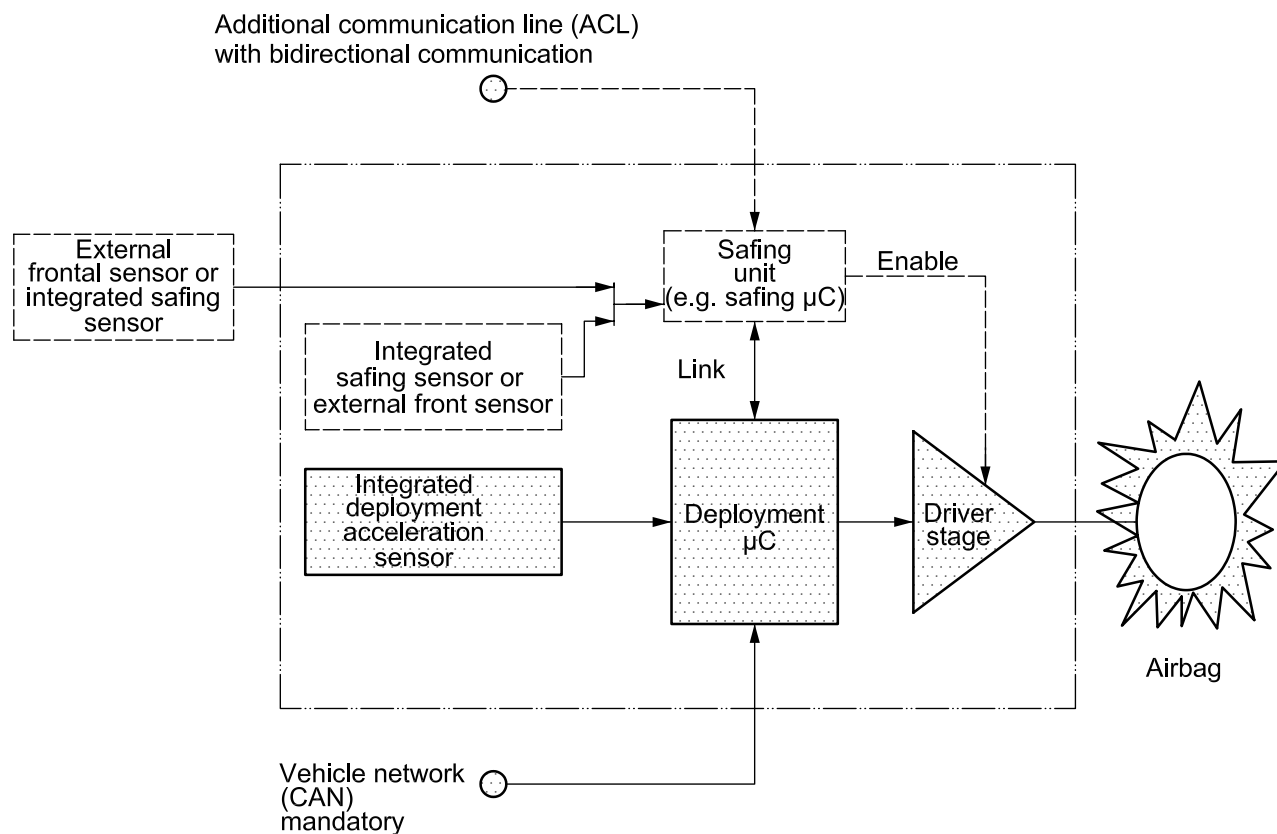 Additional communication line (ACL)
with bidirectional communication
External
frontal sensor or
integrated safing
sensor
Safing
unit
(e.g. safing µC)
Enable
Integrated
safing sensor or
external front sensor
Link
Integrated
deployment
acceleration
sensor
Deployment
µC
Driver
stage
Airbag
Vehicle network
(CAN)
mandatory